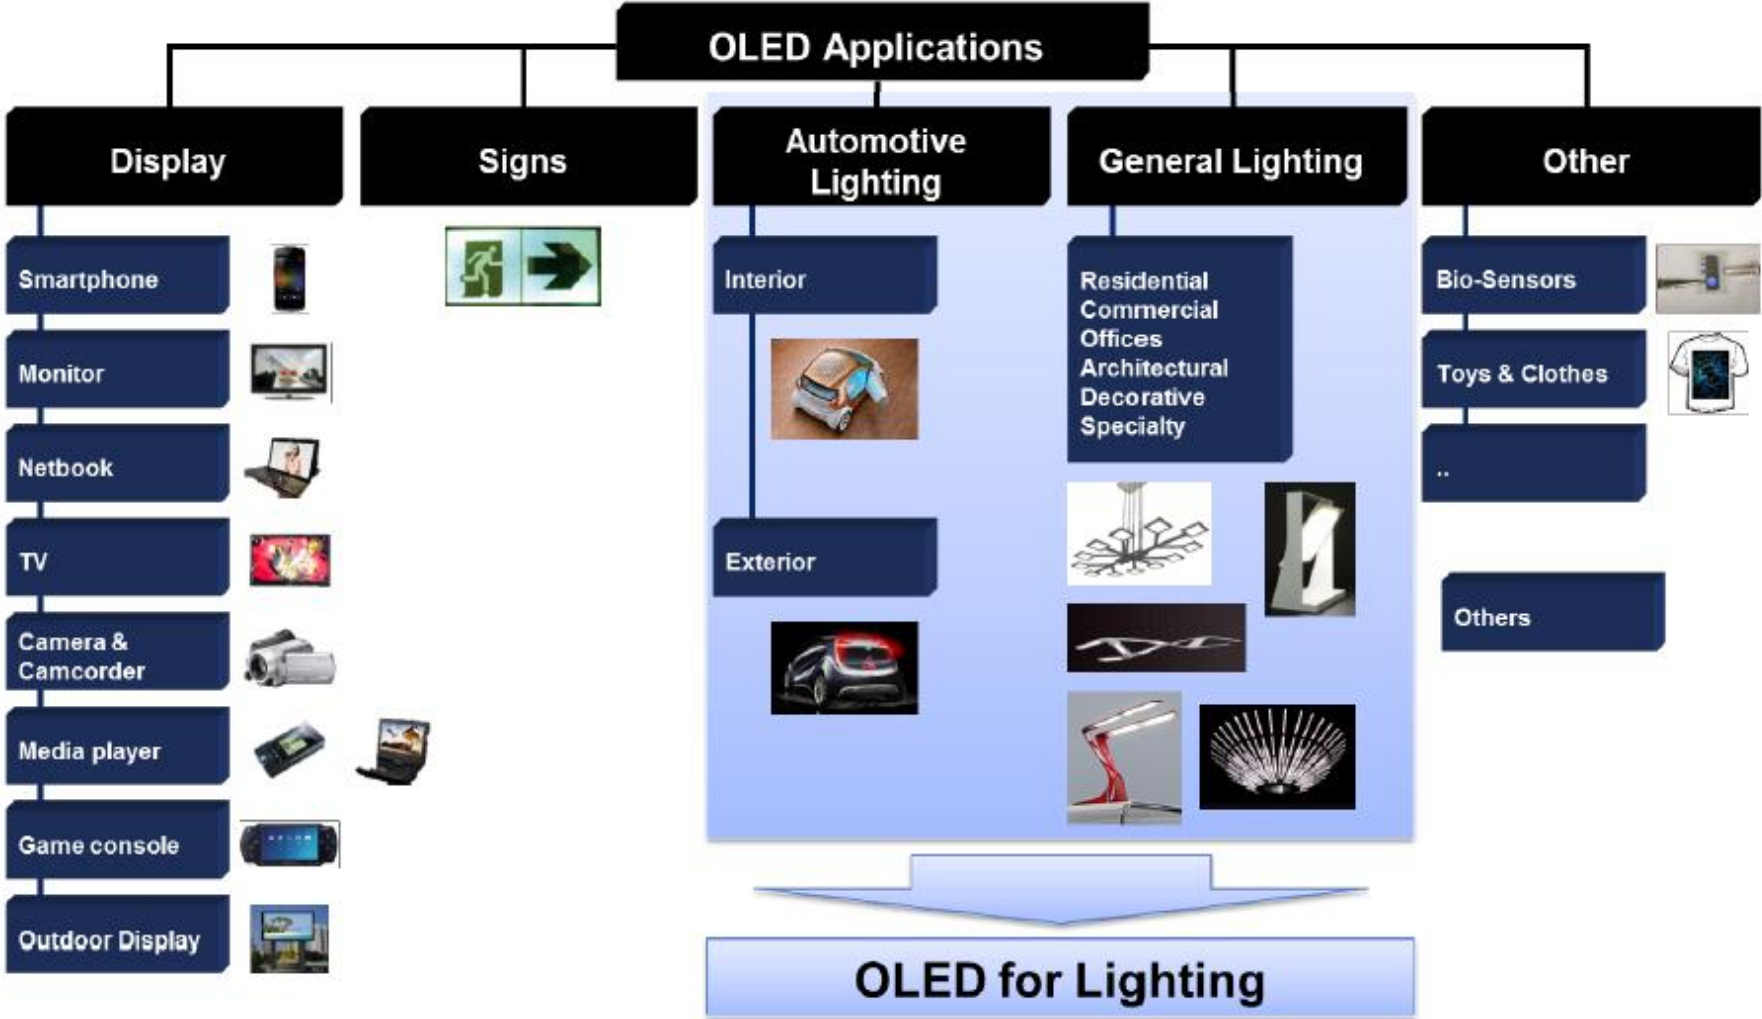 OLED Applications
Display
Signs
Automotive
Lighting
General Lighting
Other
Smartphone
Monitor
Netbook
TV
Camera &
Camcorder
Media player
Game console
Outdoor Display
Interior
Exterior
Residential
Commercial
Offices
Architectural
Decorative
Specialty
Bio-Sensors
Toys & Clothes
..
Others
OLED for Lighting